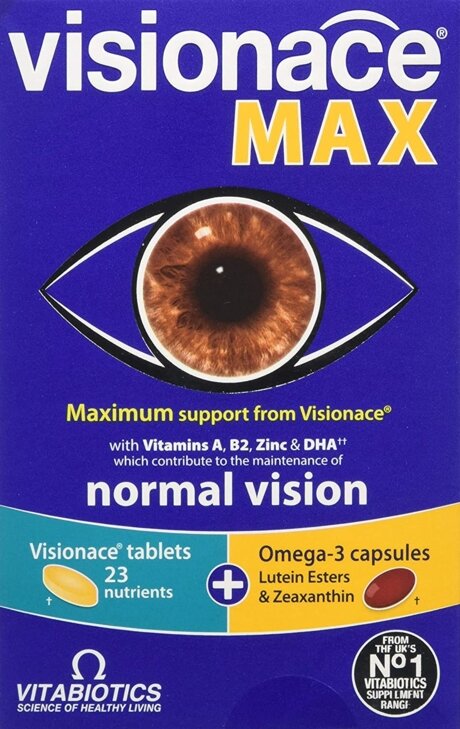 visionace®
MAX
Maximum support from Visionace®
with Vitamins A, B2, Zinc & DHA††
which contribute to the maintenance of
normal vision
Visionace® tablets
23
nutrients
†
+
Omega-3 capsules
Lutein Esters
& Zeaxanthin
†
VITABIOTICS
SCIENCE OF HEALTHY LIVING
FROM
THE UK'S
Nº1
VITABIOTICS
SUPPLEMENT
RANGE